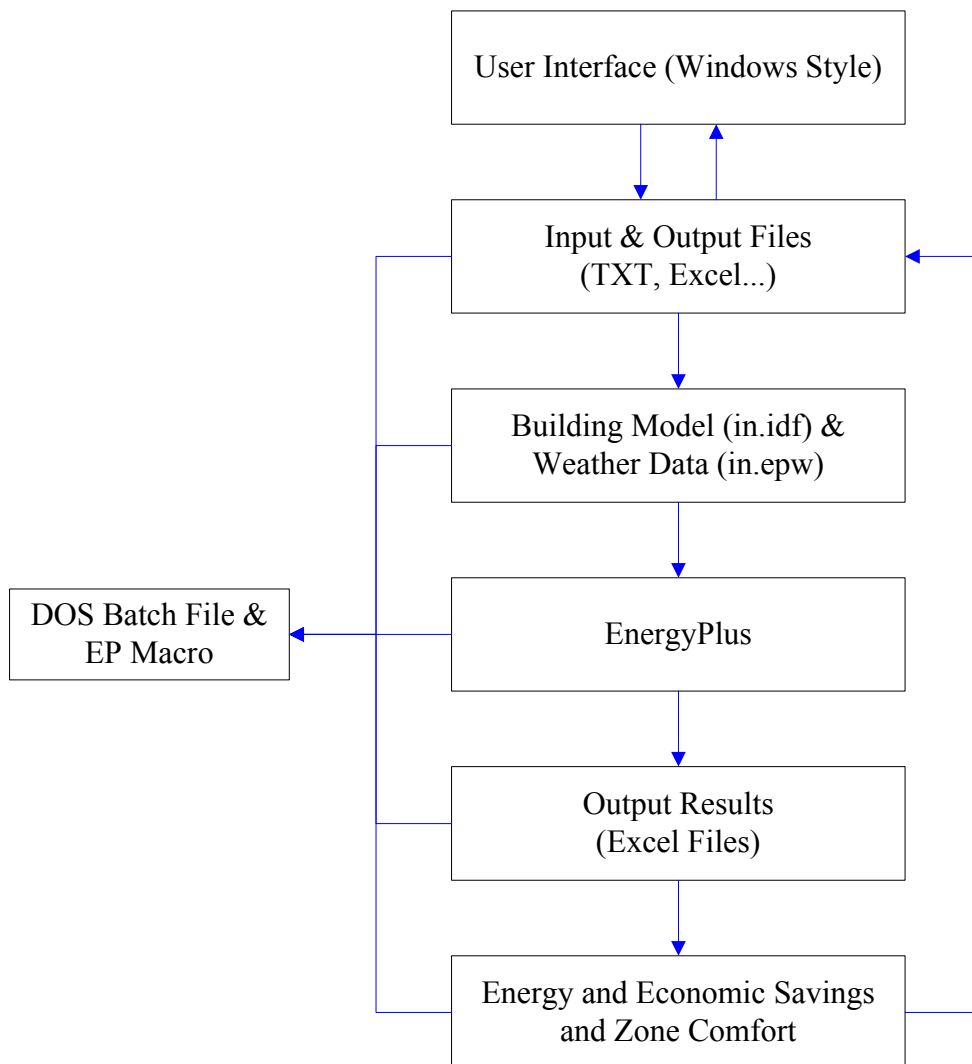 User Interface (Windows Style)
Input & Output Files
(TXT, Excel...)
Building Model (in.idf) &
Weather Data (in.epw)
DOS Batch File &
EP Macro
EnergyPlus
Output Results
(Excel Files)
Energy and Economic Savings
and Zone Comfort